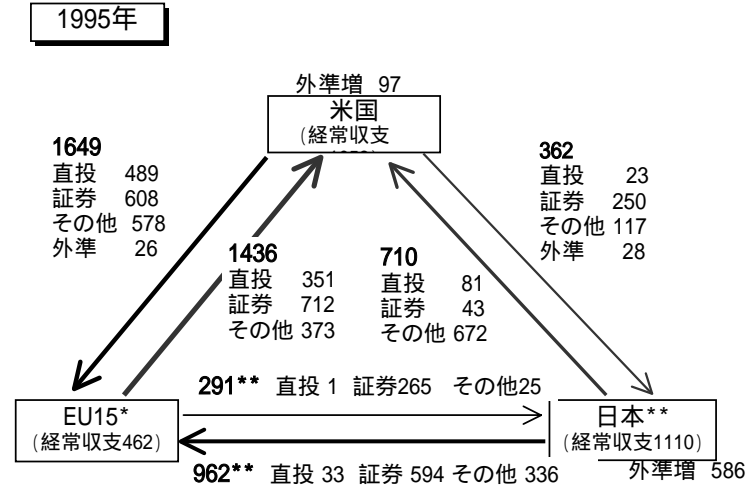 1995年
外準増 97
米国
(経常収支
1649
直投 489
証券 608
その他 578
外準 26
362
直投 23
証券 250
その他 117
外準 28
1436
直投 351
証券 712
その他 373
710
直投 81
証券 43
その他 672
291** 直投 1 証券265 その他25
EU15*
(経常収支462)
日本**
(経常収支1110)
962** 直投 33 証券 594 その他 336
外準増 586